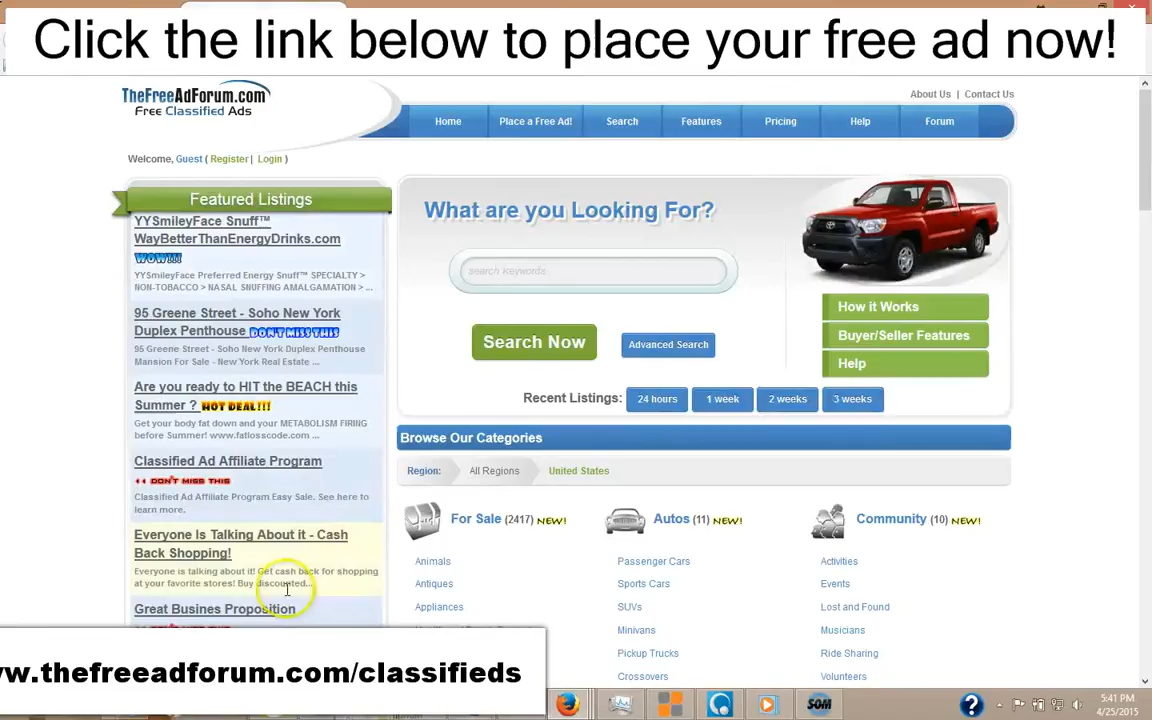 Click the link below to place your free ad now!
TheFreeAdForum.com
Free Classified Ads
About Us | Contact Us
Home
Place a Free Ad!
Search
Features
Pricing
Help
Forum
Welcome, Guest ( Register | Login )
Featured Listings
YYSmileyFace Snuff™
WayBetterThanEnergyDrinks.com
WOW!!!
YYSmileyFace Preferred Energy Snuff™ SPECIALTY >
NON-TOBACCO > NASAL SNUFFING AMALGAMATION > ...
95 Greene Street - Soho New York
Duplex Penthouse DON'T MISS THIS
95 Greene Street - Soho New York Duplex Penthouse
Mansion For Sale - New York Real Estate ...
Are you ready to HIT the BEACH this
Summer ? HOT DEAL!!!
Get your body fat down and your METABOLISM FIRING
before Summer! www.fatlosscode.com ...
Classified Ad Affiliate Program
DON'T MISS THIS
Classified Ad Affiliate Program Easy Sale. See here to
learn more.
Everyone Is Talking About it - Cash
Back Shopping!
Everyone is talking about it! Get cash back for shopping
at your favorite stores! Buy discounted...
Great Busines Proposition
What are you Looking For?
search keywords..
Search Now
Advanced Search
How it Works
Buyer/Seller Features
Help
Recent Listings:
24 hours
1 week
2 weeks
3 weeks
Browse Our Categories
Region:
All Regions
United States
For Sale (2417) NEW!
Animals
Antiques
Appliances
Autos (11) NEW!
Passenger Cars
Sports Cars
SUVs
Minivans
Pickup Trucks
Crossovers
Community (10) NEW!
Activities
Events
Lost and Found
Musicians
Ride Sharing
Volunteers
w.thefreeadforum.com/classifieds
SOM
5:41 PM
4/25/2015